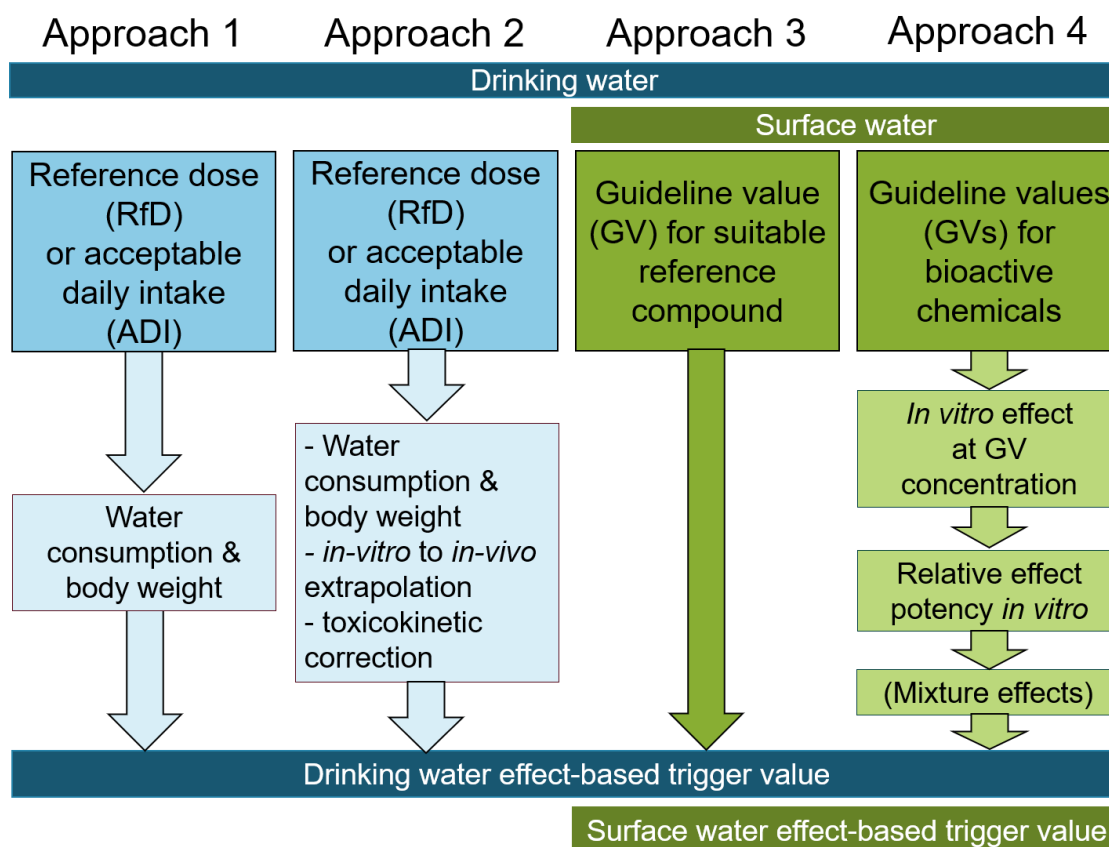 Approach 1
Approach 2
Approach 3
Approach 4
Drinking water
Surface water
Reference dose
(RfD)
or acceptable
daily intake
(ADI)
Reference dose
(RfD)
or acceptable
daily intake
(ADI)
Guideline value
(GV) for suitable
reference
compound
Guideline values
(GVs) for
bioactive
chemicals
Water
consumption &
body weight
- Water
consumption &
body weight
- in-vitro to in-vivo
extrapolation
- toxicokinetic
correction
In vitro effect
at GV
concentration
Relative effect
potency in vitro
(Mixture effects)
Drinking water effect-based trigger value
Surface water effect-based trigger value